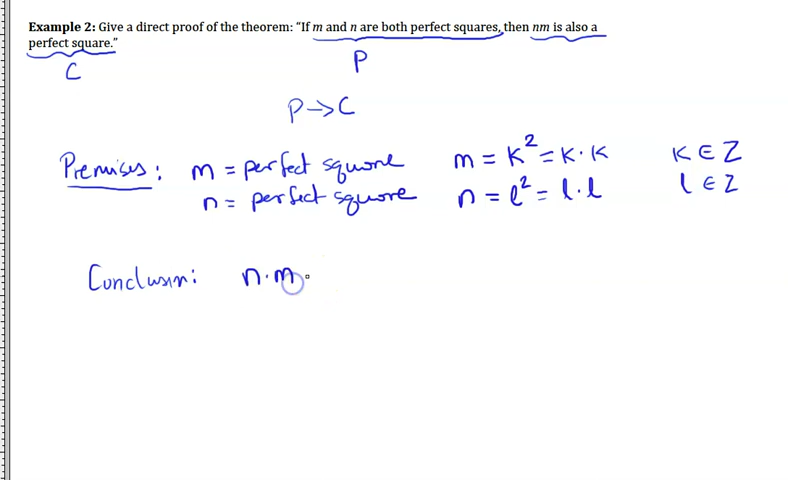 Example 2: Give a direct proof of the theorem: "If m and n are both perfect squares, then nm is also a
perfect square."
C
P
P→C
Premises: m = perfect square m = k² = k·k k ∈ Z
n = perfect square n = l² = l·l l ∈ Z
Conclusion: n·m